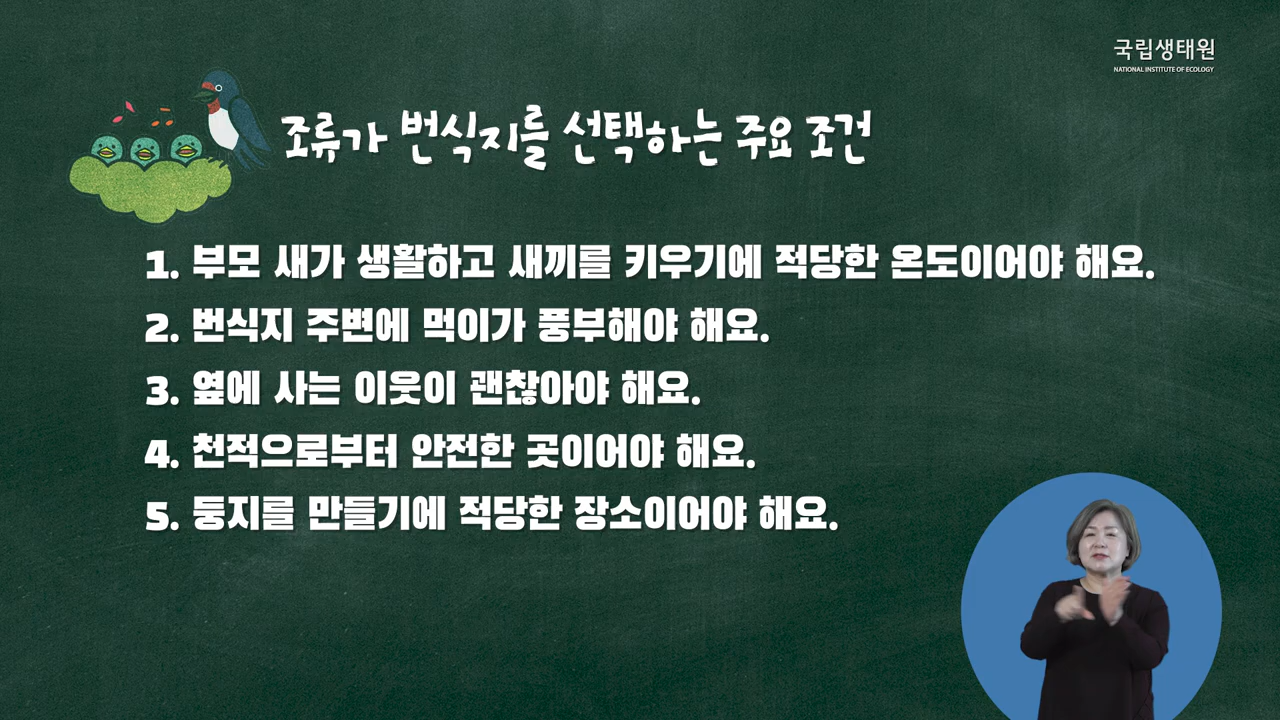 국립생태원
NATIONAL INSTITUTE OF ECOLOGY
조류가 번식지를 선택하는 주요 조건
1. 부모 새가 생활하고 새끼를 키우기에 적당한 온도이어야 해요.
2. 번식지 주변에 먹이가 풍부해야 해요.
3. 옆에 사는 이웃이 괜찮아야 해요.
4. 천적으로부터 안전한 곳이어야 해요.
5. 둥지를 만들기에 적당한 장소이어야 해요.